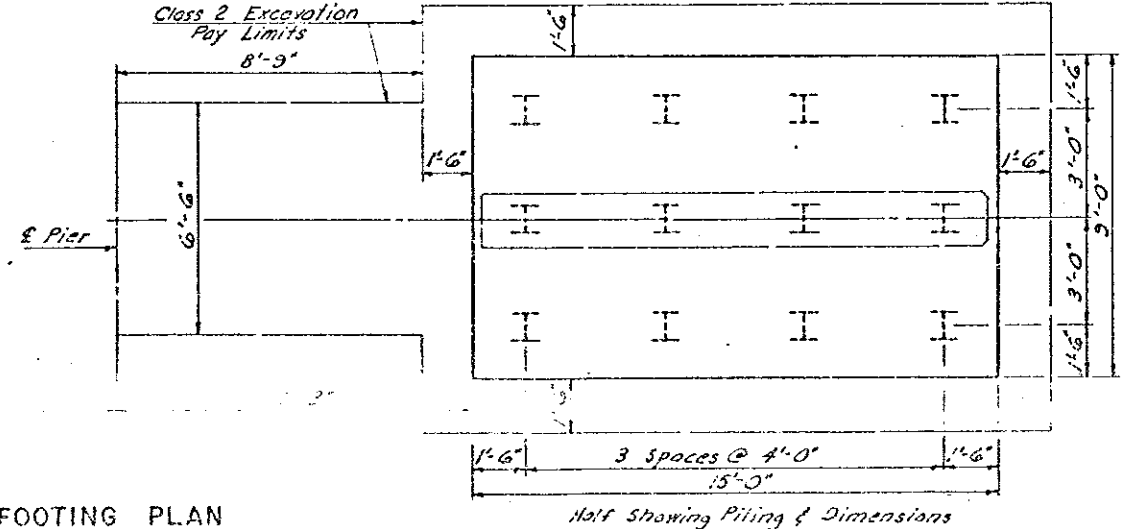 Class 2 Excavation
Pay Limits
8'-9"
1'-6"
1'-6"
1'-6"
1'-6"
3'-0"
9'-0"
6'-6"
℄ Pier
3'-0"
1'-6"
1'-6"
3 Spaces @ 4'-0"
1'-6"
15'-0"
FOOTING PLAN
Half Showing Piling & Dimensions